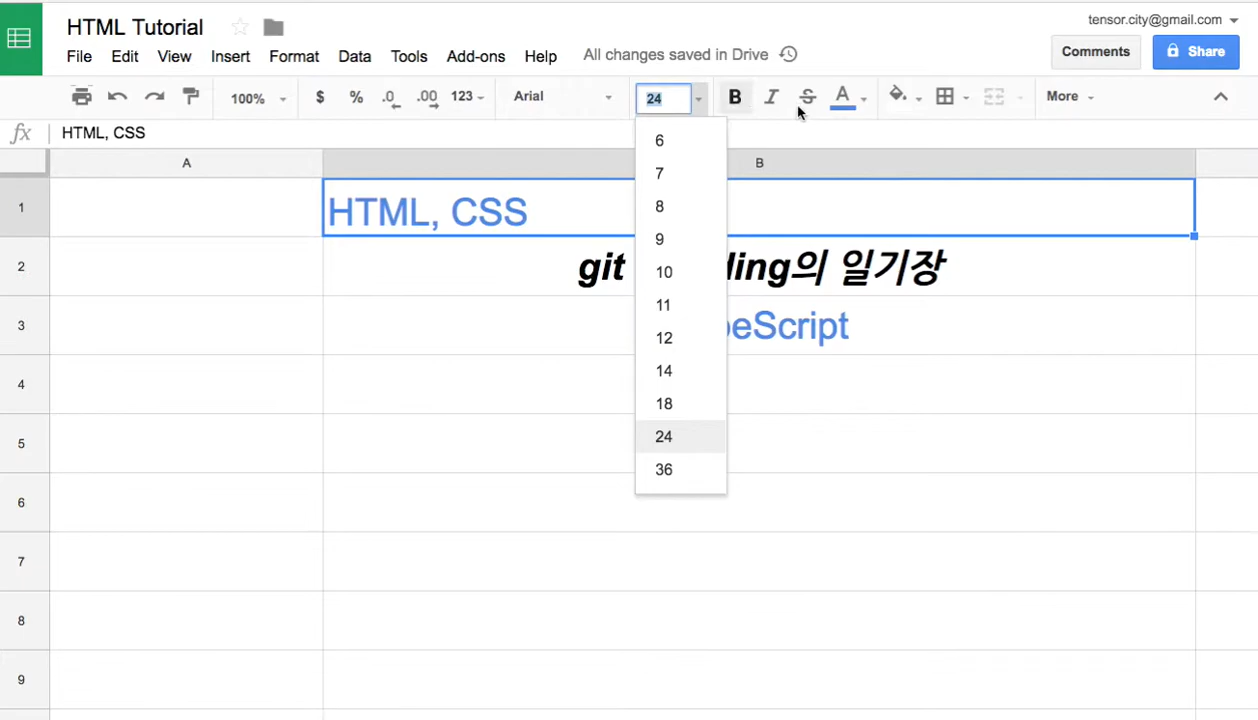 HTML Tutorial
tensor.city@gmail.com
File Edit View Insert Format Data Tools Add-ons Help All changes saved in Drive Comments Share
100% $ % .0 .00 123 Arial 24 B I S A More
fx HTML, CSS
A B
1 HTML, CSS
2 git ding의 일기장
3 eScript
4
5
6
7
8
9
6
7
8
9
10
11
12
14
18
24
36